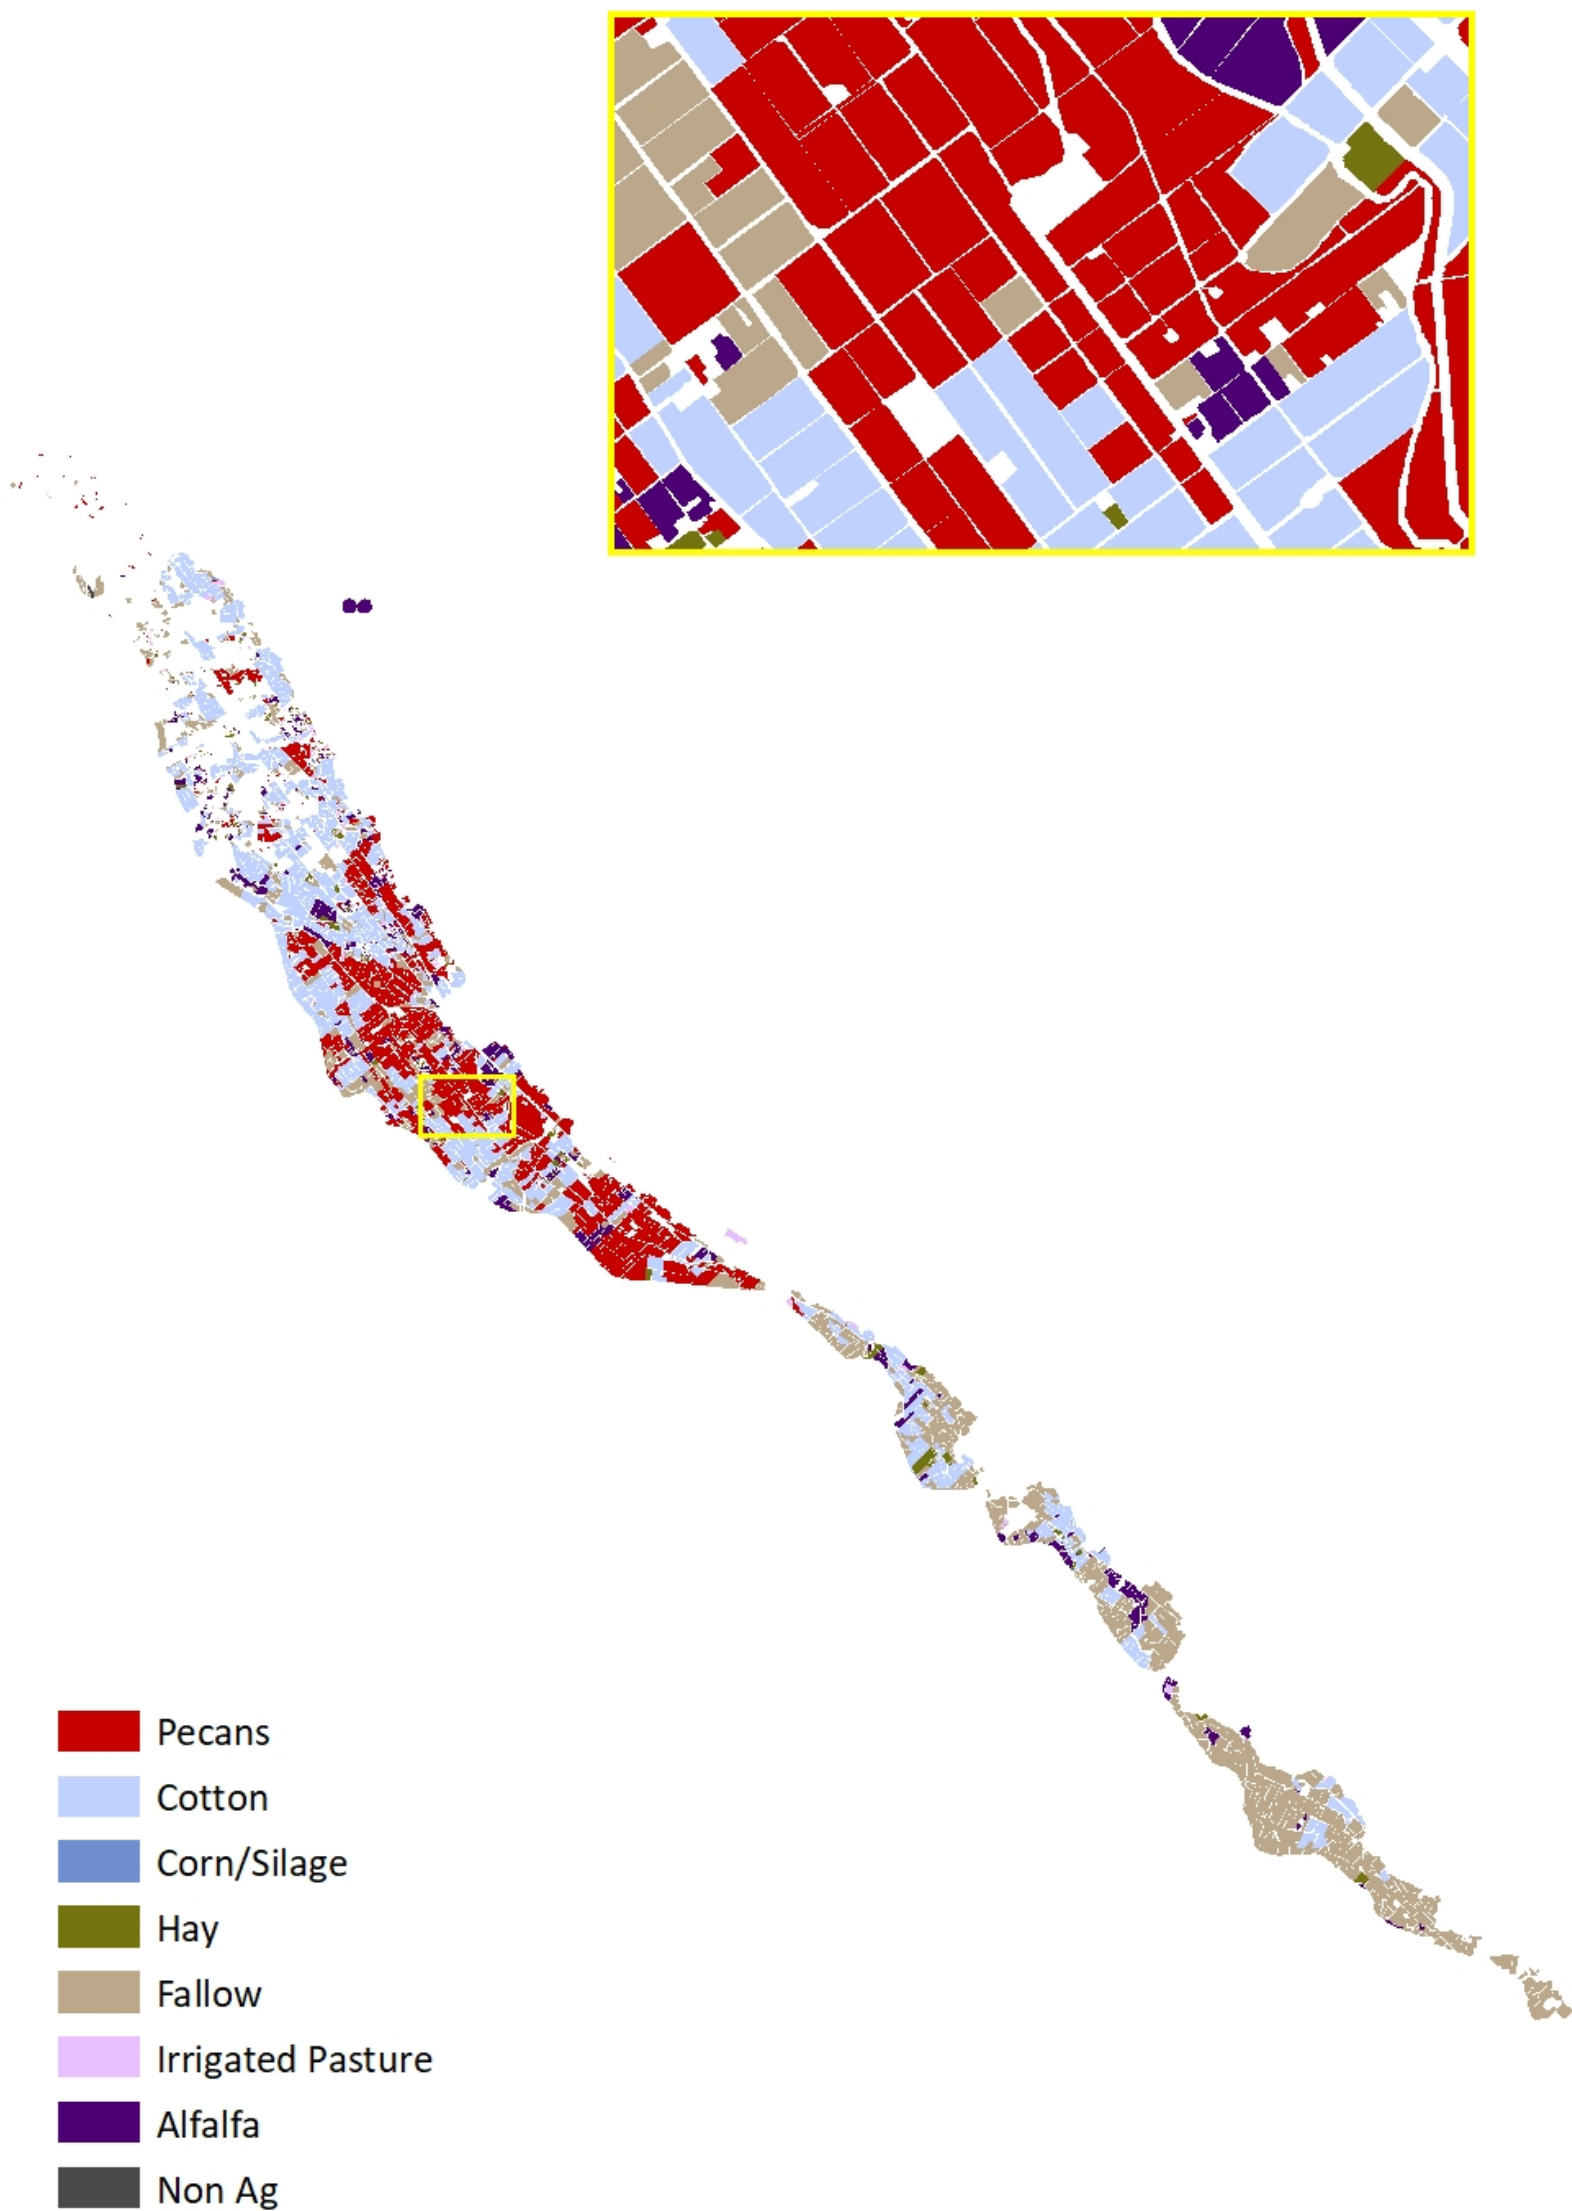 Pecans
Cotton
Corn/Silage
Hay
Fallow
Irrigated Pasture
Alfalfa
Non Ag